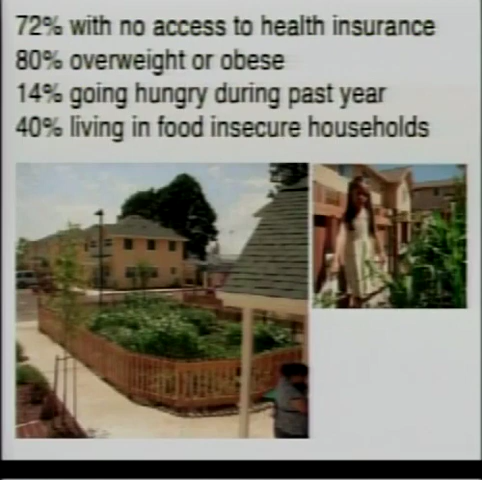 72% with no access to health insurance
80% overweight or obese
14% going hungry during past year
40% living in food insecure households